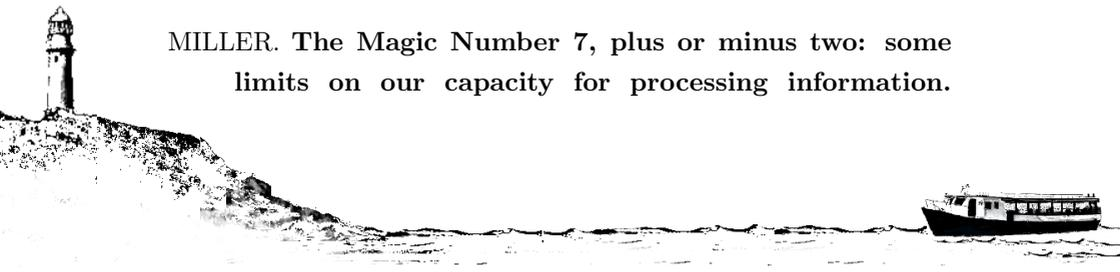 MILLER. The Magic Number 7, plus or minus two: some
limits on our capacity for processing information.